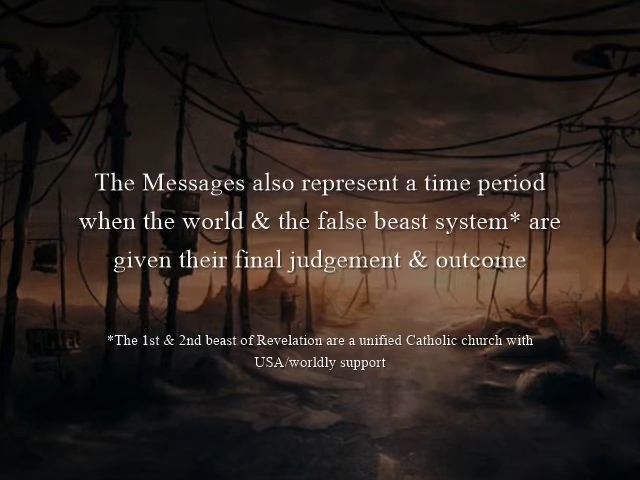 The Messages also represent a time period
when the world & the false beast system* are
given their final judgement & outcome
*The 1st & 2nd beast of Revelation are a unified Catholic church with
USA/worldly support